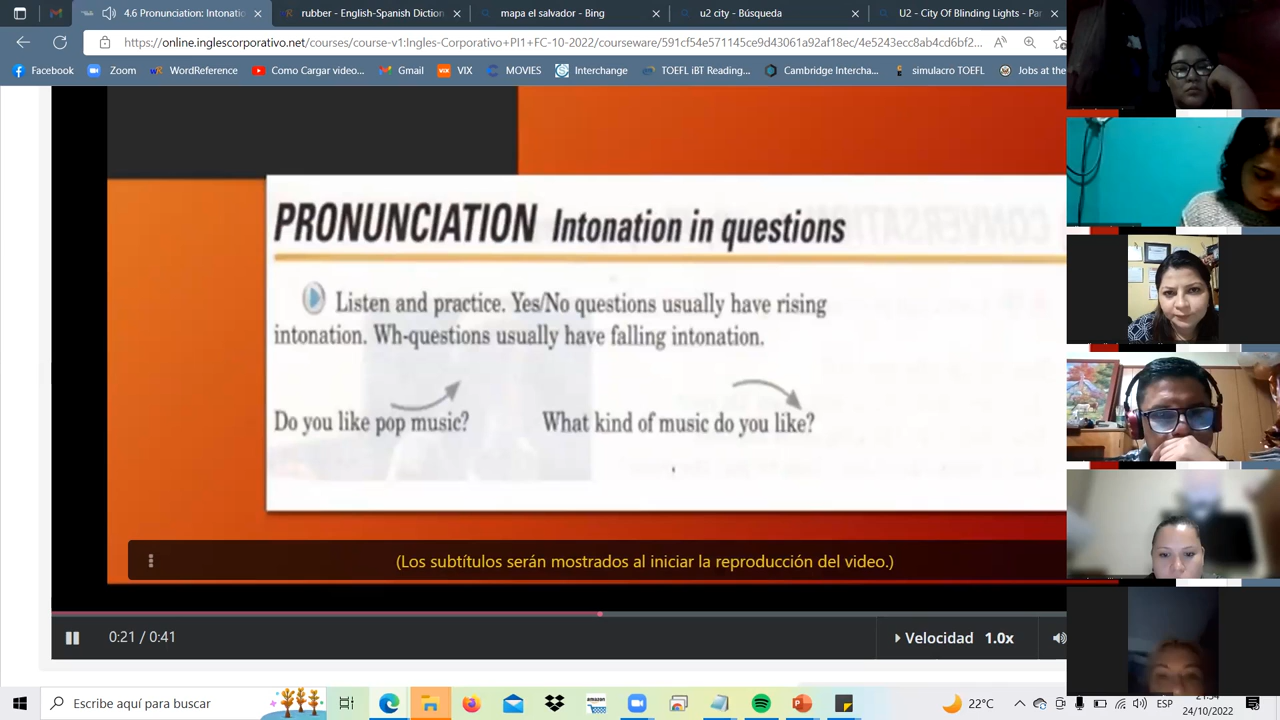 4.6 Pronunciation: Intonatio
rubber - English-Spanish Diction
mapa el salvador - Bing
u2 city - Búsqueda
U2 - City Of Blinding Lights - Par
https://online.inglescorporativo.net/courses/course-v1:Ingles-Corporativo+PI1+FC-10-2022/courseware/591cf54e571145ce9d43061a92af18ec/4e5243ecc8ab4cd6bf2...
Facebook
Zoom
WordReference
Como Cargar video...
Gmail
VIX
MOVIES
Interchange
TOEFL iBT Reading...
Cambridge Intercha...
simulacro TOEFL
Jobs at the
PRONUNCIATION Intonation in questions
Listen and practice. Yes/No questions usually have rising
intonation. Wh-questions usually have falling intonation.
Do you like pop music? What kind of music do you like?
(Los subtítulos serán mostrados al iniciar la reproducción del video.)
0:21 / 0:41
Velocidad 1.0x
Escribe aquí para buscar
22°C
ESP
24/10/2022